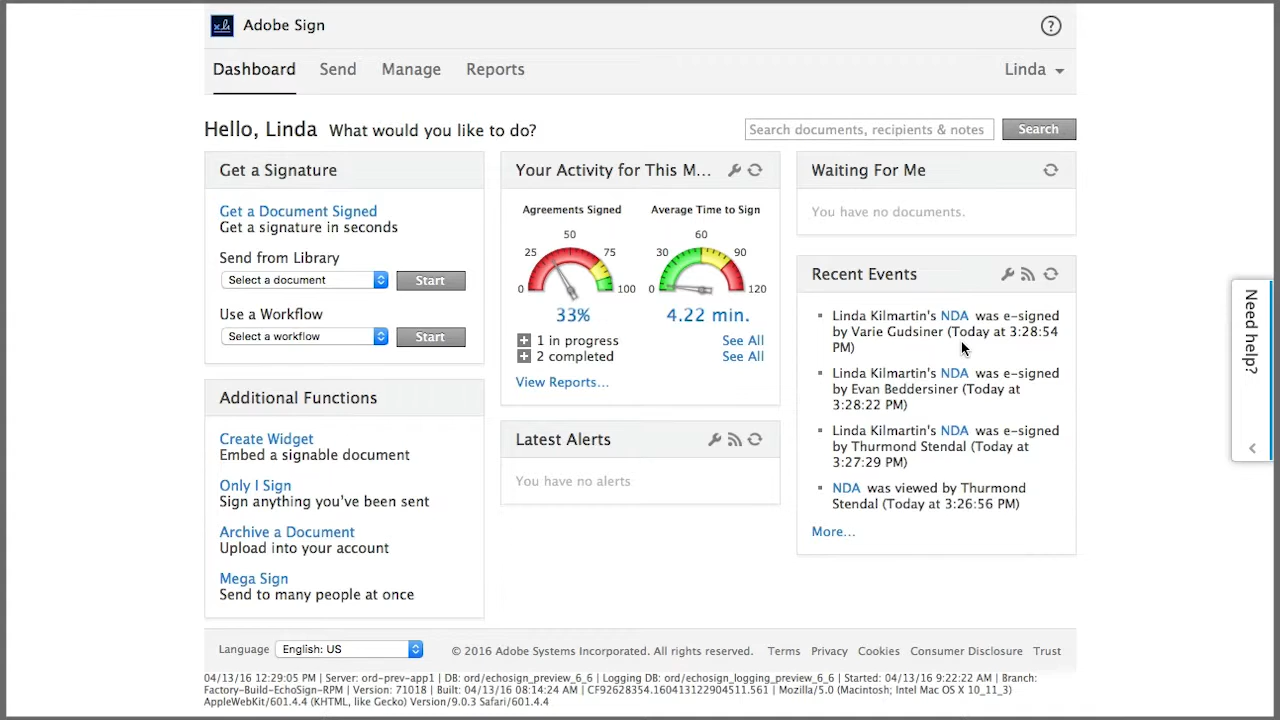 Adobe Sign
?
Dashboard Send Manage Reports Linda
Hello, Linda What would you like to do?
Search documents, recipients & notes Search
Get a Signature
Get a Document Signed
Get a signature in seconds
Send from Library
Select a document Start
Use a Workflow
Select a workflow Start
Additional Functions
Create Widget
Embed a signable document
Only I Sign
Sign anything you've been sent
Archive a Document
Upload into your account
Mega Sign
Send to many people at once
Your Activity for This M...
Agreements Signed Average Time to Sign
50 60
25 75 30 90
0 100 0 120
33% 4.22 min.
1 in progress See All
2 completed See All
View Reports...
Latest Alerts
You have no alerts
Waiting For Me
You have no documents.
Recent Events
Linda Kilmartin's NDA was e-signed
by Varie Gudsiner (Today at 3:28:54
PM)
Linda Kilmartin's NDA was e-signed
by Evan Beddersiner (Today at
3:28:22 PM)
Linda Kilmartin's NDA was e-signed
by Thurmond Stendal (Today at
3:27:29 PM)
NDA was viewed by Thurmond
Stendal (Today at 3:26:56 PM)
More...
Need help?
Language English: US © 2016 Adobe Systems Incorporated. All rights reserved. Terms Privacy Cookies Consumer Disclosure Trust
04/13/16 12:29:05 PM | Server: ord-prev-app1 | DB: ord/echosign_preview_6_6 | Logging DB: ord/echosign_logging_preview_6_6 | Started: 04/13/16 9:22:22 AM | Branch:
Factory-Build-EchoSign-RPM | Version: 71018 | Built: 04/13/16 08:14:24 AM | CF92628354.160413122904511.561 | Mozilla/5.0 (Macintosh; Intel Mac OS X 10_11_3)
AppleWebKit/601.4.4 (KHTML, like Gecko) Version/9.0.3 Safari/601.4.4